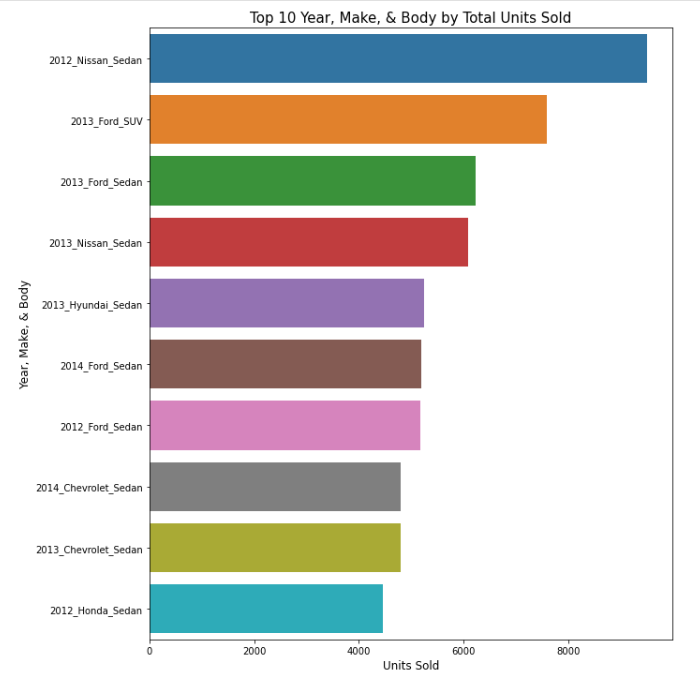 Top 10 Year, Make, & Body by Total Units Sold
2012_Nissan_Sedan
2013_Ford_SUV
2013_Ford_Sedan
2013_Nissan_Sedan
2013_Hyundai_Sedan
2014_Ford_Sedan
2012_Ford_Sedan
2014_Chevrolet_Sedan
2013_Chevrolet_Sedan
2012_Honda_Sedan
Year, Make, & Body
0 2000 4000 6000 8000
Units Sold